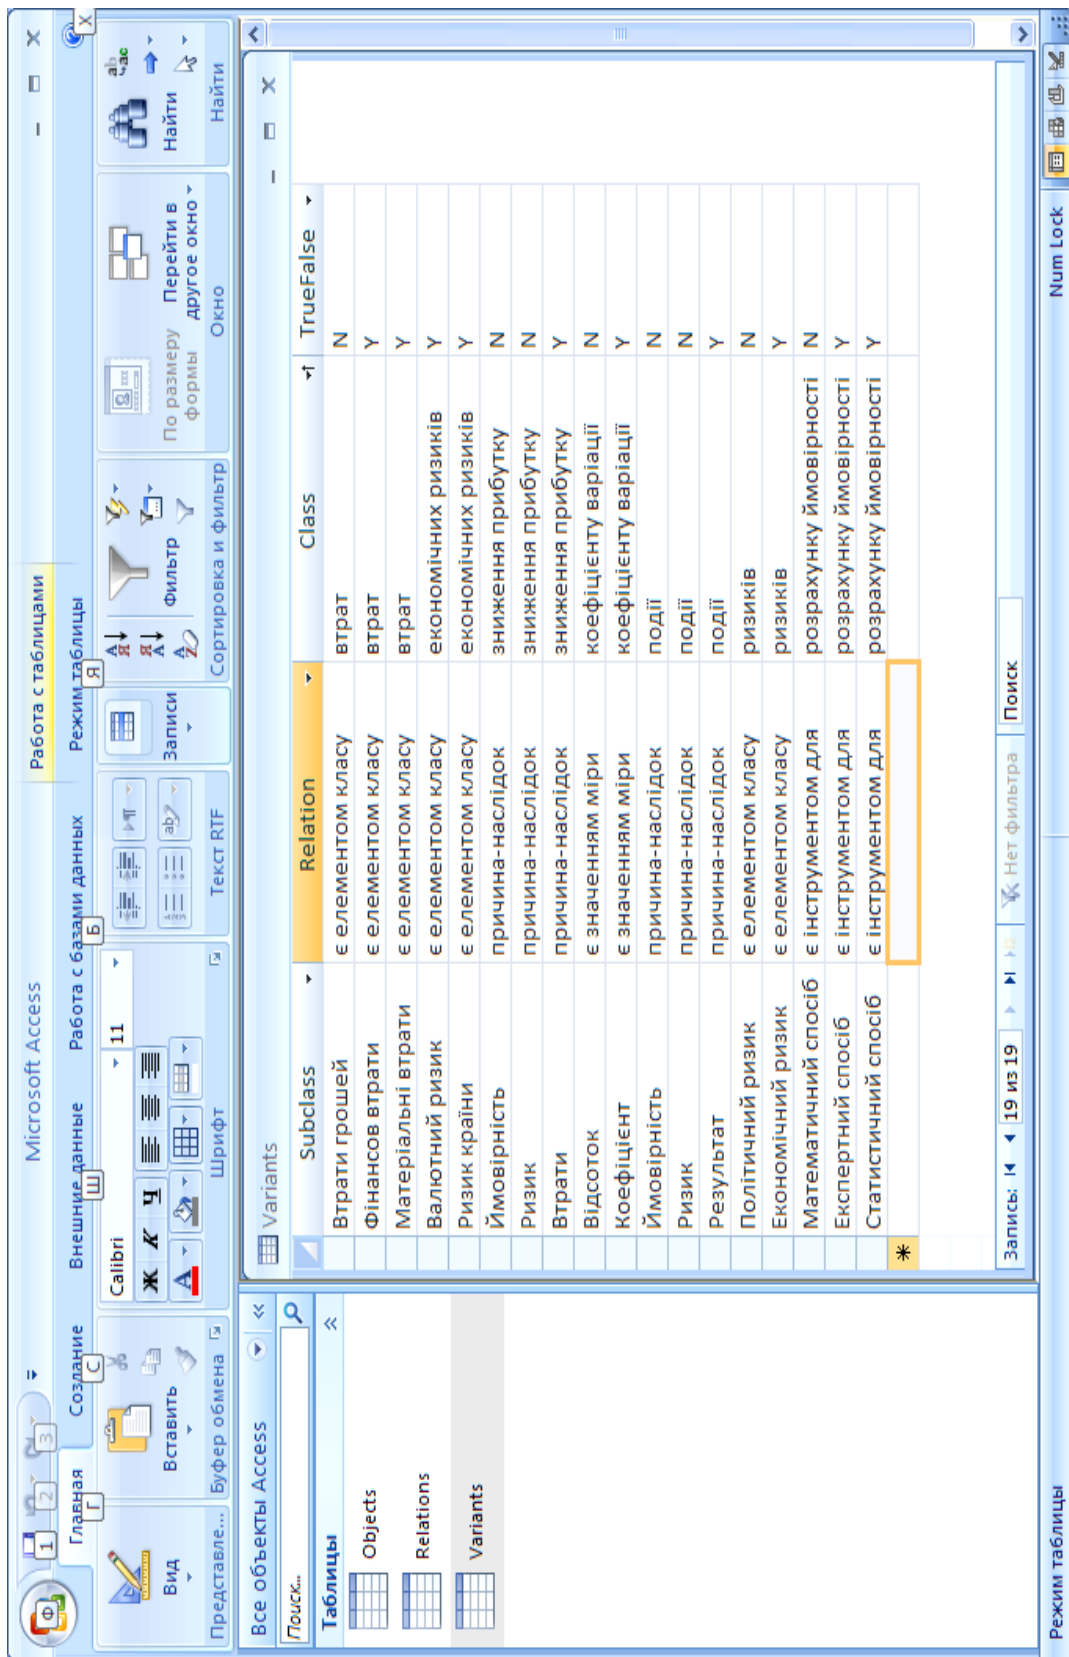 Microsoft Access
Работа с таблицами
Ф
1
2
3
Главная
Создание
Внешние данные
Работа с базами данных
Режим таблицы
Г
С
Ш
Б
Я
Х
Вид
Представле...
Вставить
Буфер обмена
Calibri
11
Ж К Ч
А
Шрифт
Текст RTF
Записи
Фильтр
Сортировка и фильтр
По размеру формы
Перейти в другое окно
Окно
Найти
ab ac
Найти
Все объекты Access
Поиск...
Таблицы
Objects
Relations
Variants
Variants
Subclass Relation Class TrueFalse
Втрати грошей є елементом класу втрат N
Фінансов втрати є елементом класу втрат Y
Матеріальні втрати є елементом класу втрат Y
Валютний ризик є елементом класу економічних ризиків Y
Ризик країни є елементом класу економічних ризиків Y
Ймовірність причина-наслідок зниження прибутку N
Ризик причина-наслідок зниження прибутку N
Втрати причина-наслідок зниження прибутку Y
Відсоток є значенням міри коефіцієнту варіації N
Коефіцієнт є значенням міри коефіцієнту варіації Y
Ймовірність причина-наслідок події N
Ризик причина-наслідок події N
Результат причина-наслідок події Y
Політичний ризик є елементом класу ризиків N
Економічний ризик є елементом класу ризиків Y
Математичний спосіб є інструментом для розрахунку ймовірності N
Експертний спосіб є інструментом для розрахунку ймовірності Y
Статистичний спосіб є інструментом для розрахунку ймовірності Y
Запись: 19 из 19 Нет фильтра Поиск
Режим таблицы
Num Lock